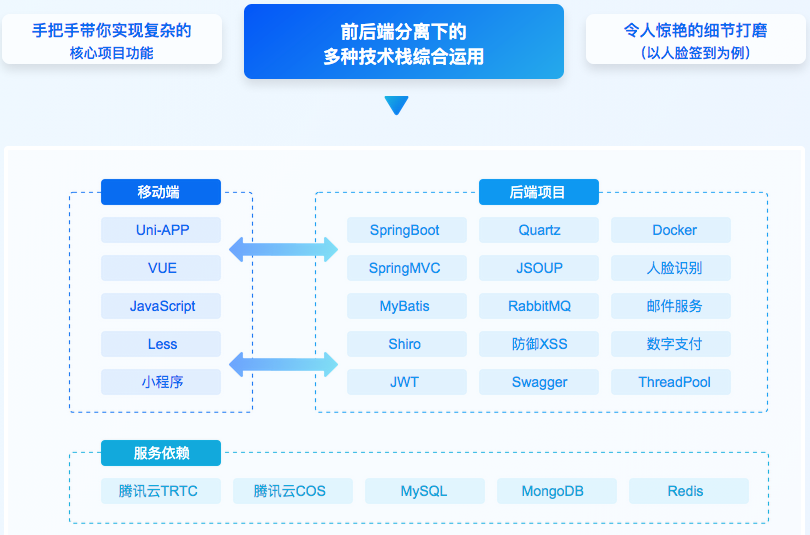 手把手带你实现复杂的
核心项目功能
前后端分离下的
多种技术栈综合运用
令人惊艳的细节打磨
（以人脸签到为例）
移动端
Uni-APP
VUE
JavaScript
Less
小程序
后端项目
SpringBoot
Quartz
Docker
SpringMVC
JSOUP
人脸识别
MyBatis
RabbitMQ
邮件服务
Shiro
防御XSS
数字支付
JWT
Swagger
ThreadPool
服务依赖
腾讯云TRTC
腾讯云COS
MySQL
MongoDB
Redis